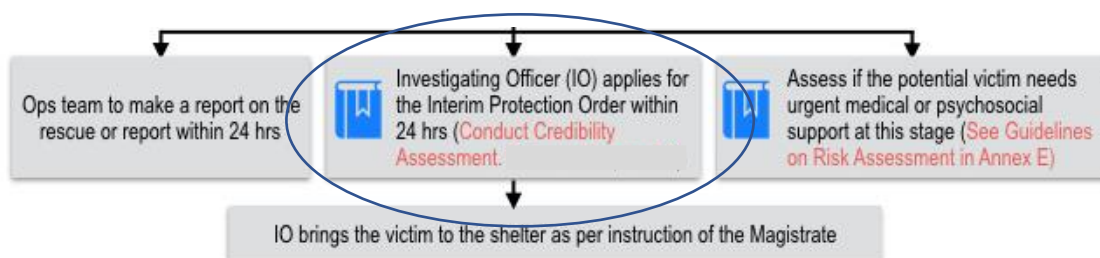 Ops team to make a report on the
rescue or report within 24 hrs
Investigating Officer (IO) applies for
the Interim Protection Order within
24 hrs (Conduct Credibility
Assessment.
Assess if the potential victim needs
urgent medical or psychosocial
support at this stage (See Guidelines
on Risk Assessment in Annex E)
IO brings the victim to the shelter as per instruction of the Magistrate